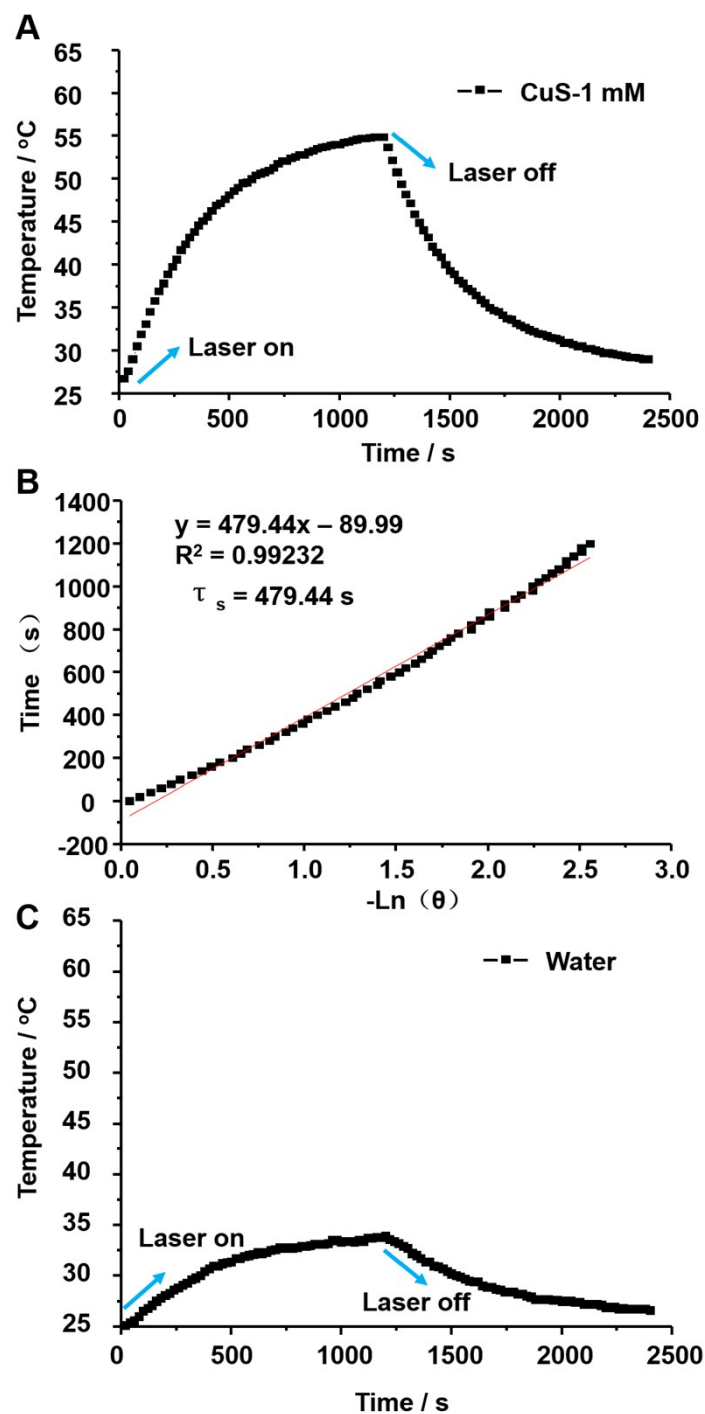 A
65
60
55
50
45
40
35
30
25
Temperature / ºC
CuS-1 mM
Laser off
Laser on
0
500
1000
1500
2000
2500
Time / s
B
1400
1200
1000
800
600
400
200
0
-200
Time（s）
y = 479.44x – 89.99
R² = 0.99232
τ s = 479.44 s
0.0
0.5
1.0
1.5
2.0
2.5
3.0
-Ln（θ）
C
65
60
55
50
45
40
35
30
25
Temperature / ºC
Water
Laser on
Laser off
0
500
1000
1500
2000
2500
Time / s